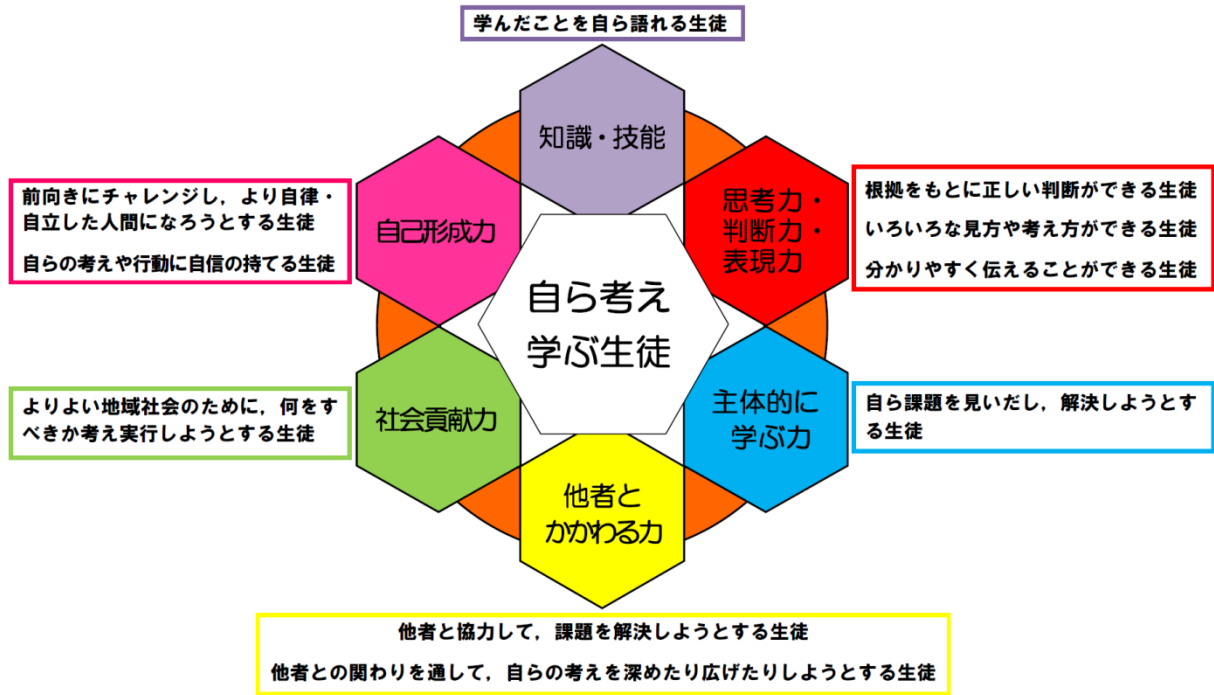 学んだことを自ら語れる生徒
知識・技能
前向きにチャレンジし，より自律・
自立した人間になろうとする生徒
自らの考えや行動に自信の持てる生徒
自己形成力
思考力・
判断力・
表現力
根拠をもとに正しい判断ができる生徒
いろいろな見方や考え方ができる生徒
分かりやすく伝えることができる生徒
自ら考え
学ぶ生徒
よりよい地域社会のために，何をす
べきか考え実行しようとする生徒
社会貢献力
主体的に
学ぶ力
自ら課題を見いだし，解決しようとす
る生徒
他者と
かかわる力
他者と協力して，課題を解決しようとする生徒
他者との関わりを通して，自らの考えを深めたり広げたりしようとする生徒